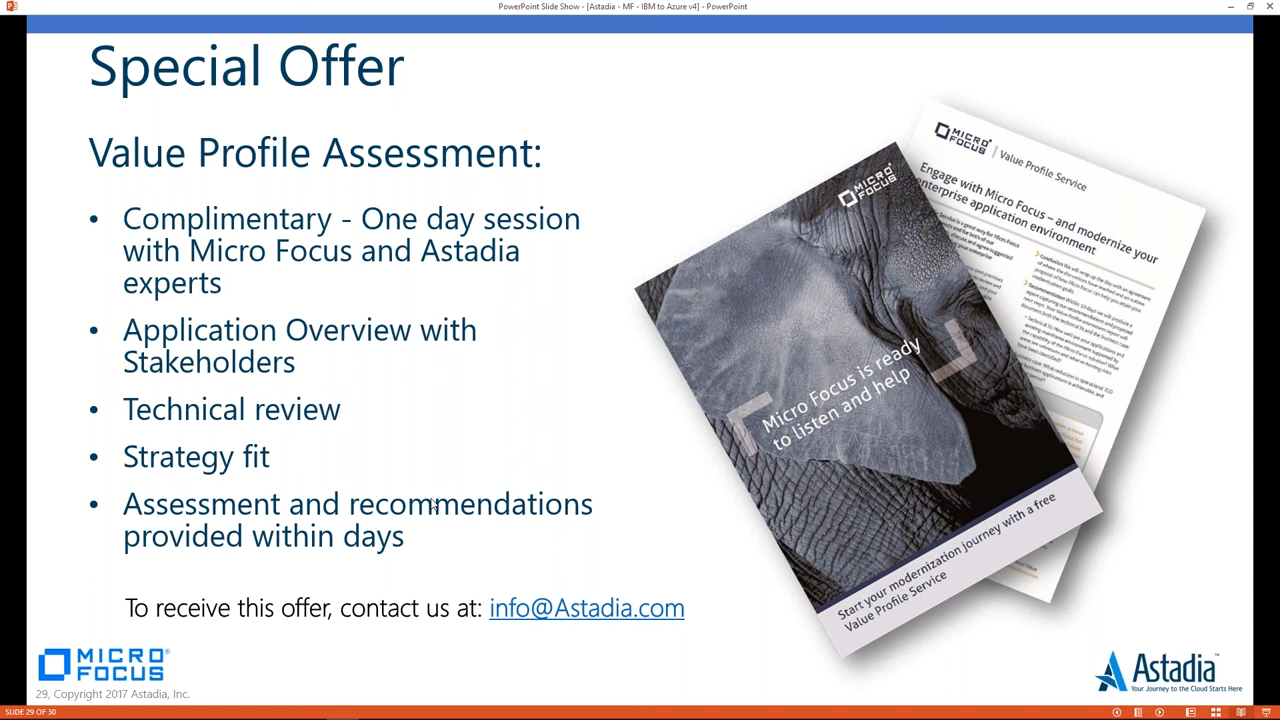 PowerPoint Slide Show - [Astadia - MF - IBM to Azure v4] - PowerPoint
Special Offer
Value Profile Assessment:
• Complimentary - One day session
with Micro Focus and Astadia
experts
• Application Overview with
Stakeholders
• Technical review
• Strategy fit
• Assessment and recommendations
provided within days
To receive this offer, contact us at: info@Astadia.com
MICRO
FOCUS
Micro Focus is ready
to listen and help
Start your modernization journey with a free
Value Profile Service
MICRO
FOCUS
Value Profile Service
Engage with Micro Focus – and modernize your
enterprise application environment
MICRO
FOCUS
29, Copyright 2017 Astadia, Inc.
Astadia™
Your Journey to the Cloud Starts Here
SLIDE 29 OF 30